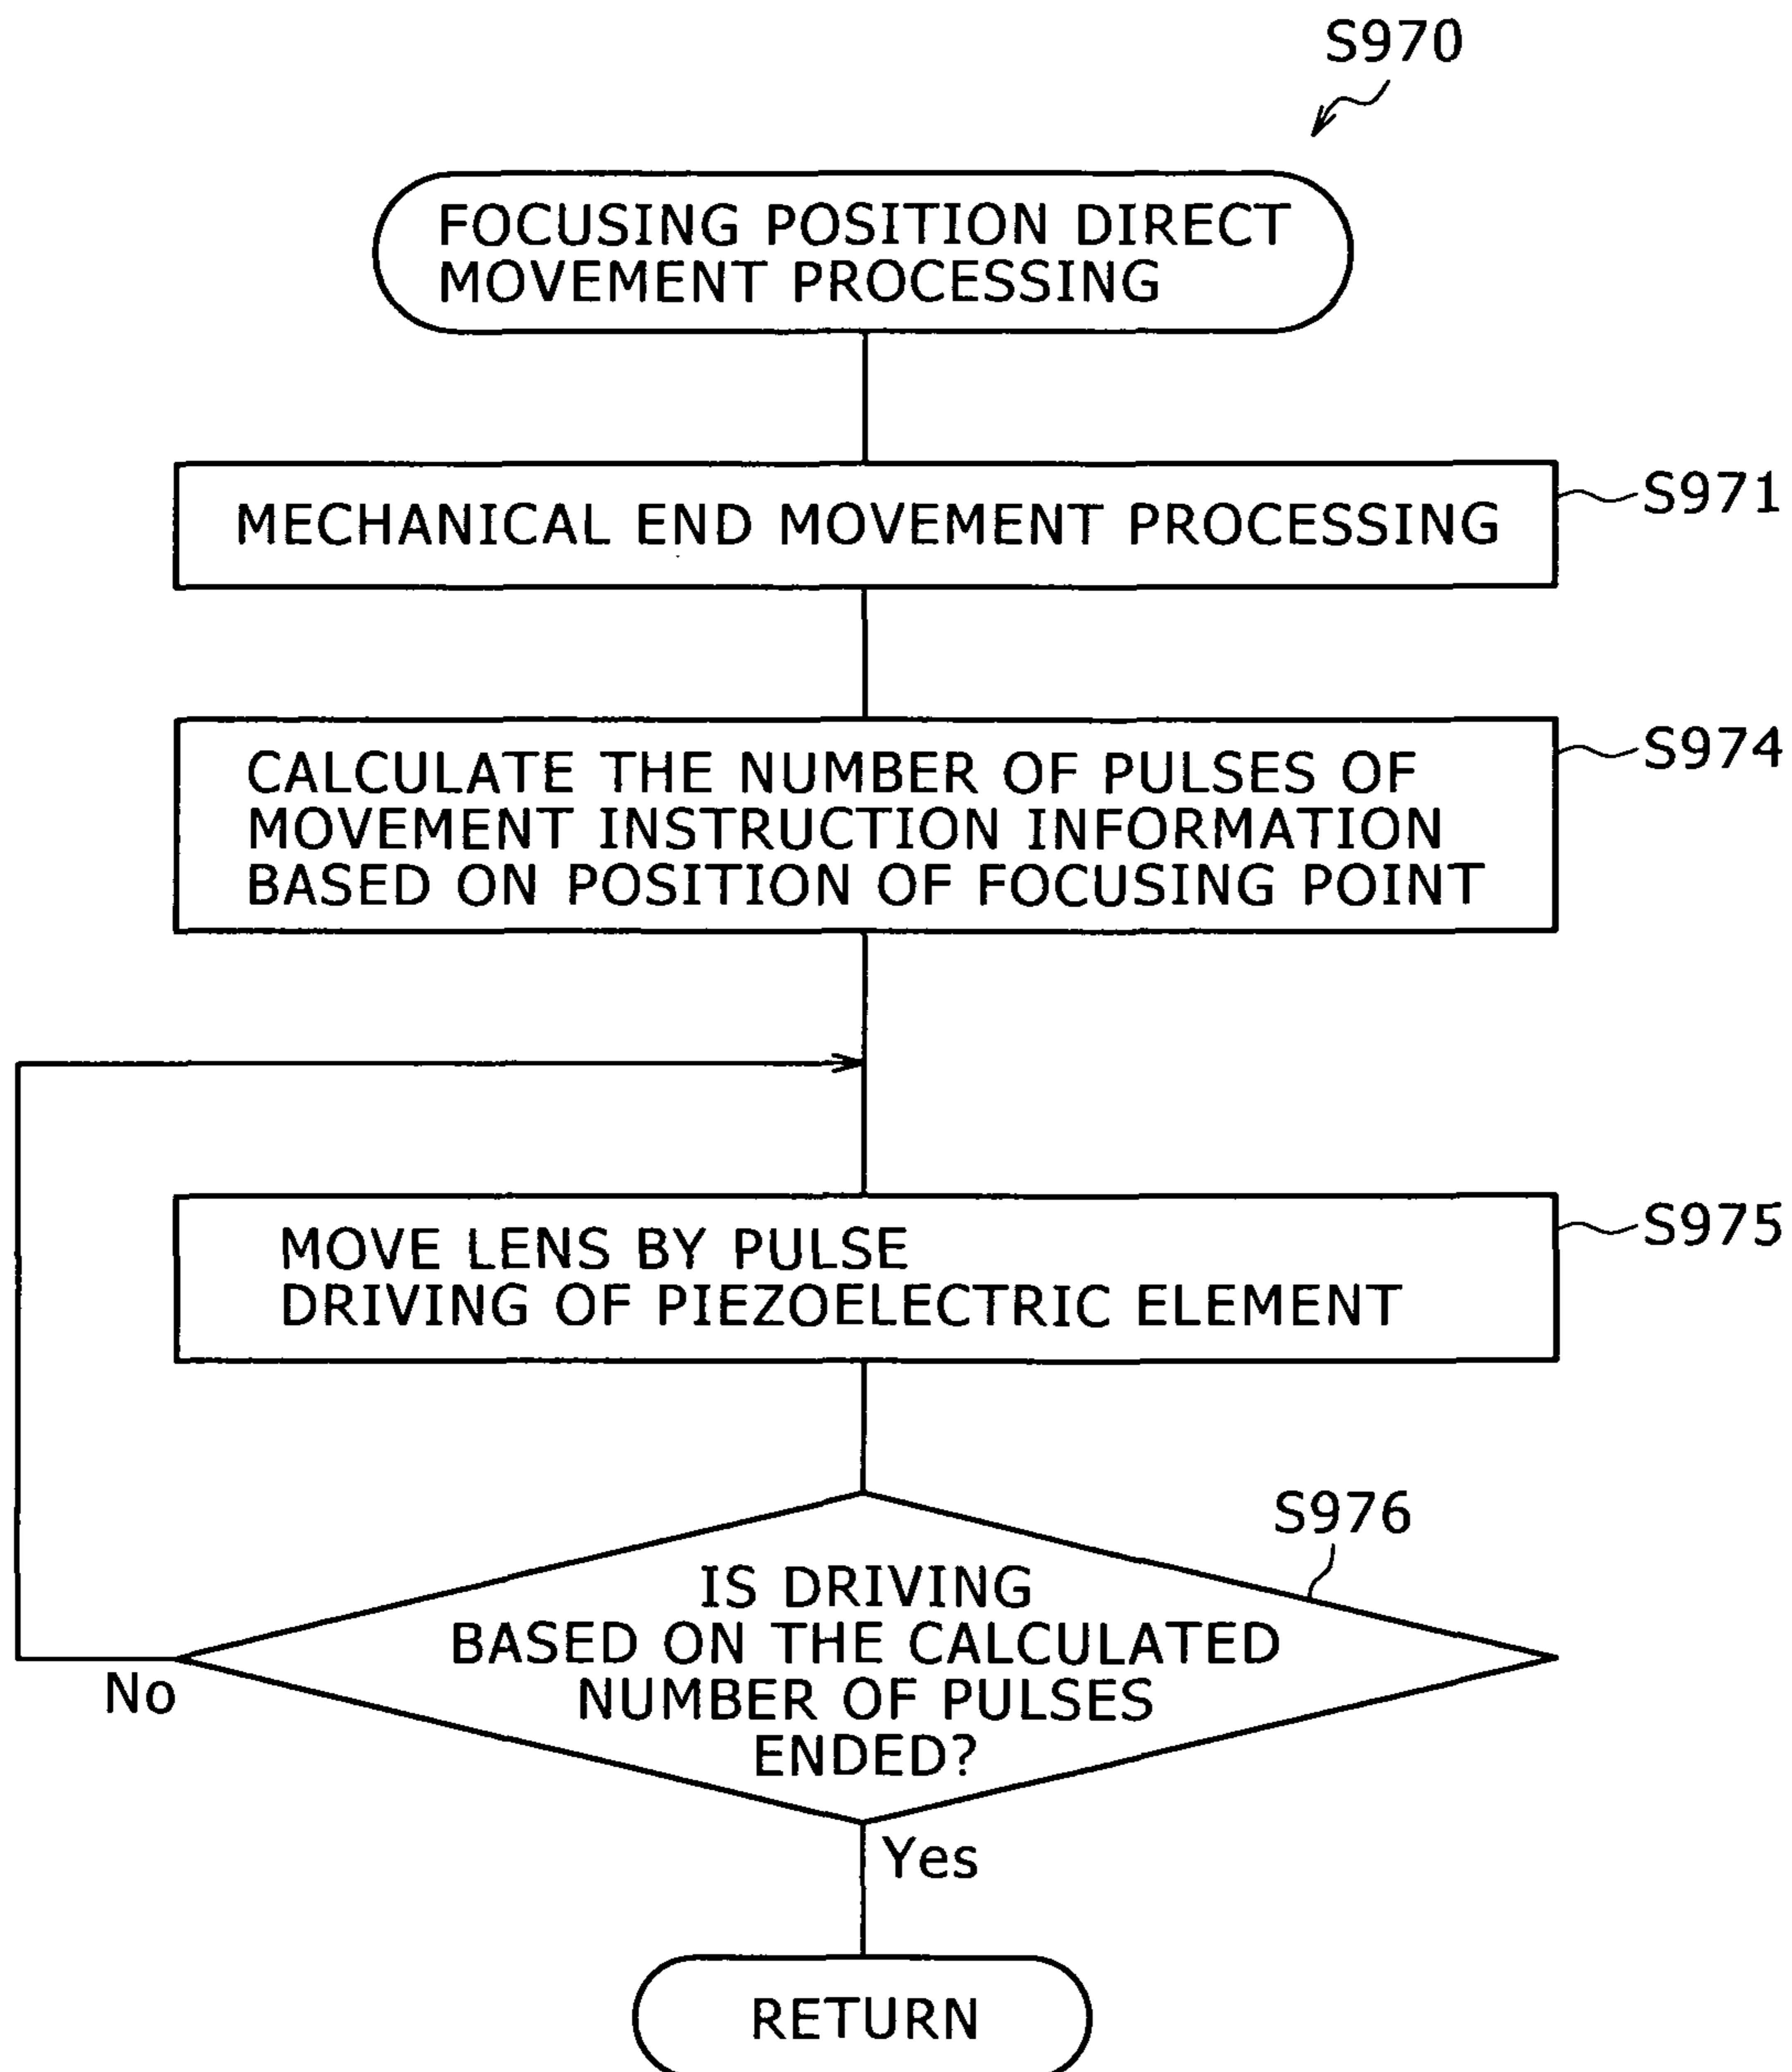 S970
FOCUSING POSITION DIRECT
MOVEMENT PROCESSING
MECHANICAL END MOVEMENT PROCESSING
S971
CALCULATE THE NUMBER OF PULSES OF
MOVEMENT INSTRUCTION INFORMATION
BASED ON POSITION OF FOCUSING POINT
S974
MOVE LENS BY PULSE
DRIVING OF PIEZOELECTRIC ELEMENT
S975
S976
IS DRIVING
BASED ON THE CALCULATED
NUMBER OF PULSES
ENDED?
No
Yes
RETURN